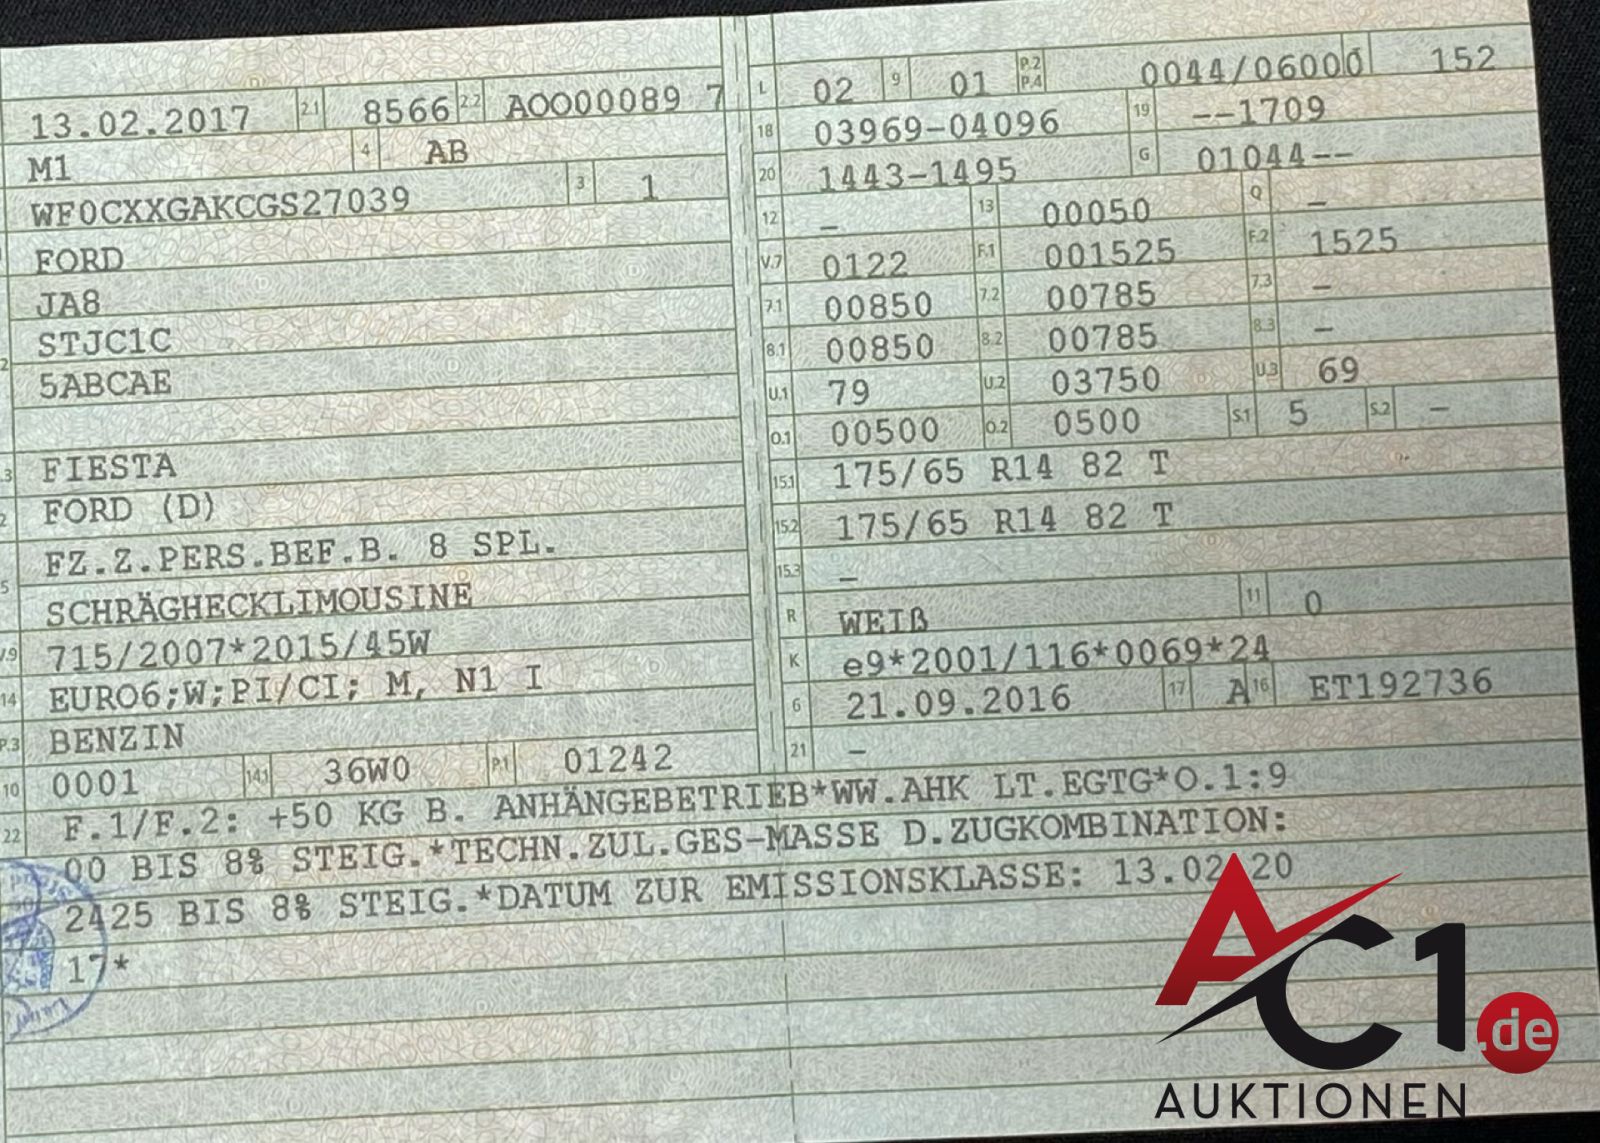 13.02.2017 2.1 8566 2.2 AOO00089 7
M1 4 AB
WF0CXXGAKCGS27039 3 1
FORD
JA8
STJC1C
5ABCAE
FIESTA
FORD (D)
FZ.Z.PERS.BEF.B. 8 SPL.
SCHRÄGHECKLIMOUSINE
715/2007*2015/45W
14 EURO6;W;PI/CI; M, N1 I
P.3 BENZIN
10 0001 14.1 36W0 P.1 01242
L 02 9 01 P.2 P.4 0044/06000 152
18 03969-04096 19 --1709
20 1443-1495 G 01044--
12 – 13 00050 Q –
V.7 0122 F.1 001525 F.2 1525
7.1 00850 7.2 00785 7.3 –
8.1 00850 8.2 00785 8.3 –
U.1 79 U.2 03750 U.3 69
O.1 00500 O.2 0500 S.1 5 S.2 –
15.1 175/65 R14 82 T
15.2 175/65 R14 82 T
15.3 –
R WEIß 11 0
K e9*2001/116*0069*24
6 21.09.2016 17 A 16 ET192736
21 –
22 F.1/F.2: +50 KG B. ANHÄNGEBETRIEB*WW.AHK LT.EGTG*O.1:9
00 BIS 8% STEIG.*TECHN.ZUL.GES-MASSE D.ZUGKOMBINATION:
2425 BIS 8% STEIG.*DATUM ZUR EMISSIONSKLASSE: 13.02.20
17*
AC1.de
AUKTIONEN